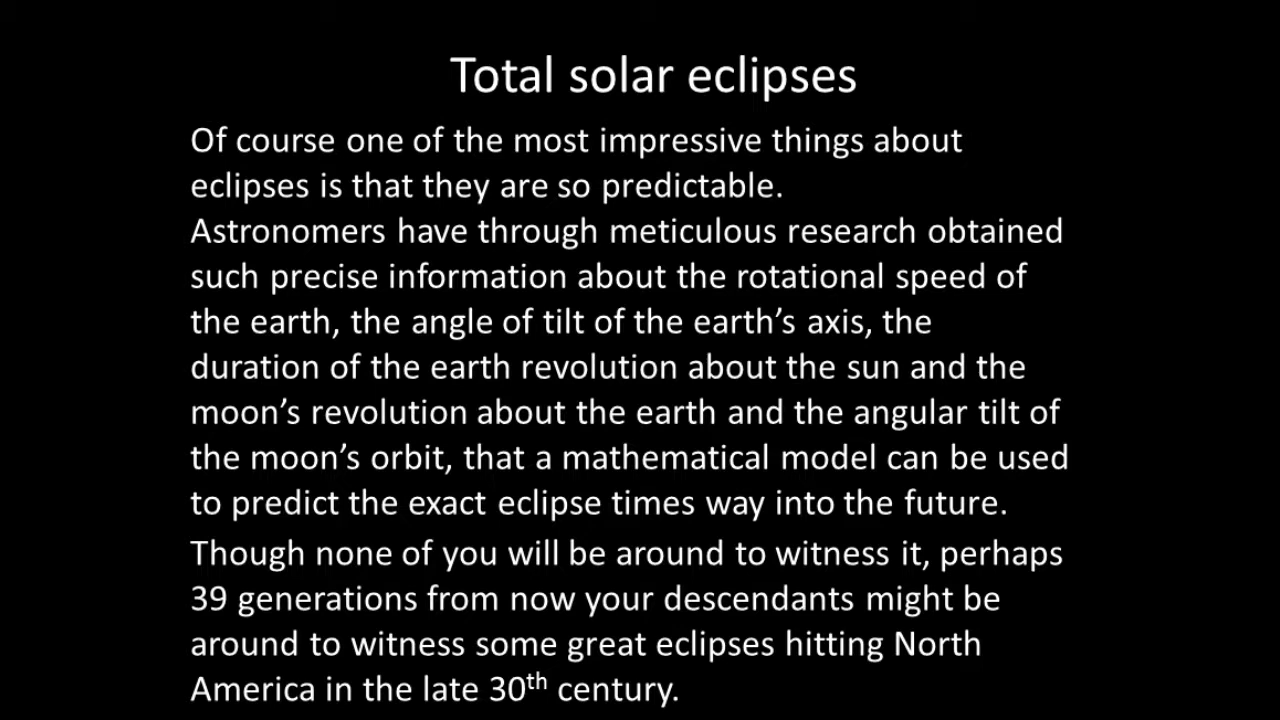 Total solar eclipses
Of course one of the most impressive things about
eclipses is that they are so predictable.
Astronomers have through meticulous research obtained
such precise information about the rotational speed of
the earth, the angle of tilt of the earth’s axis, the
duration of the earth revolution about the sun and the
moon’s revolution about the earth and the angular tilt of
the moon’s orbit, that a mathematical model can be used
to predict the exact eclipse times way into the future.
Though none of you will be around to witness it, perhaps
39 generations from now your descendants might be
around to witness some great eclipses hitting North
America in the late 30th century.